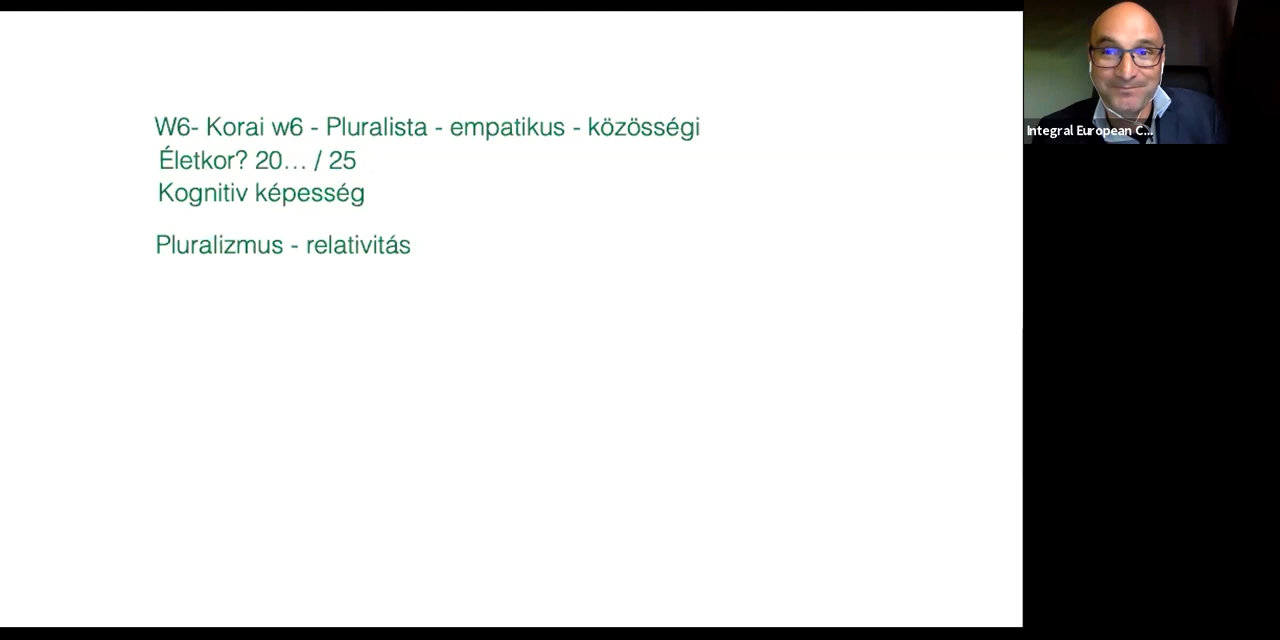 W6- Korai w6 - Pluralista - empatikus - közösségi
Életkor? 20… / 25
Kognitiv képesség
Pluralizmus - relativitás
Integral European C...